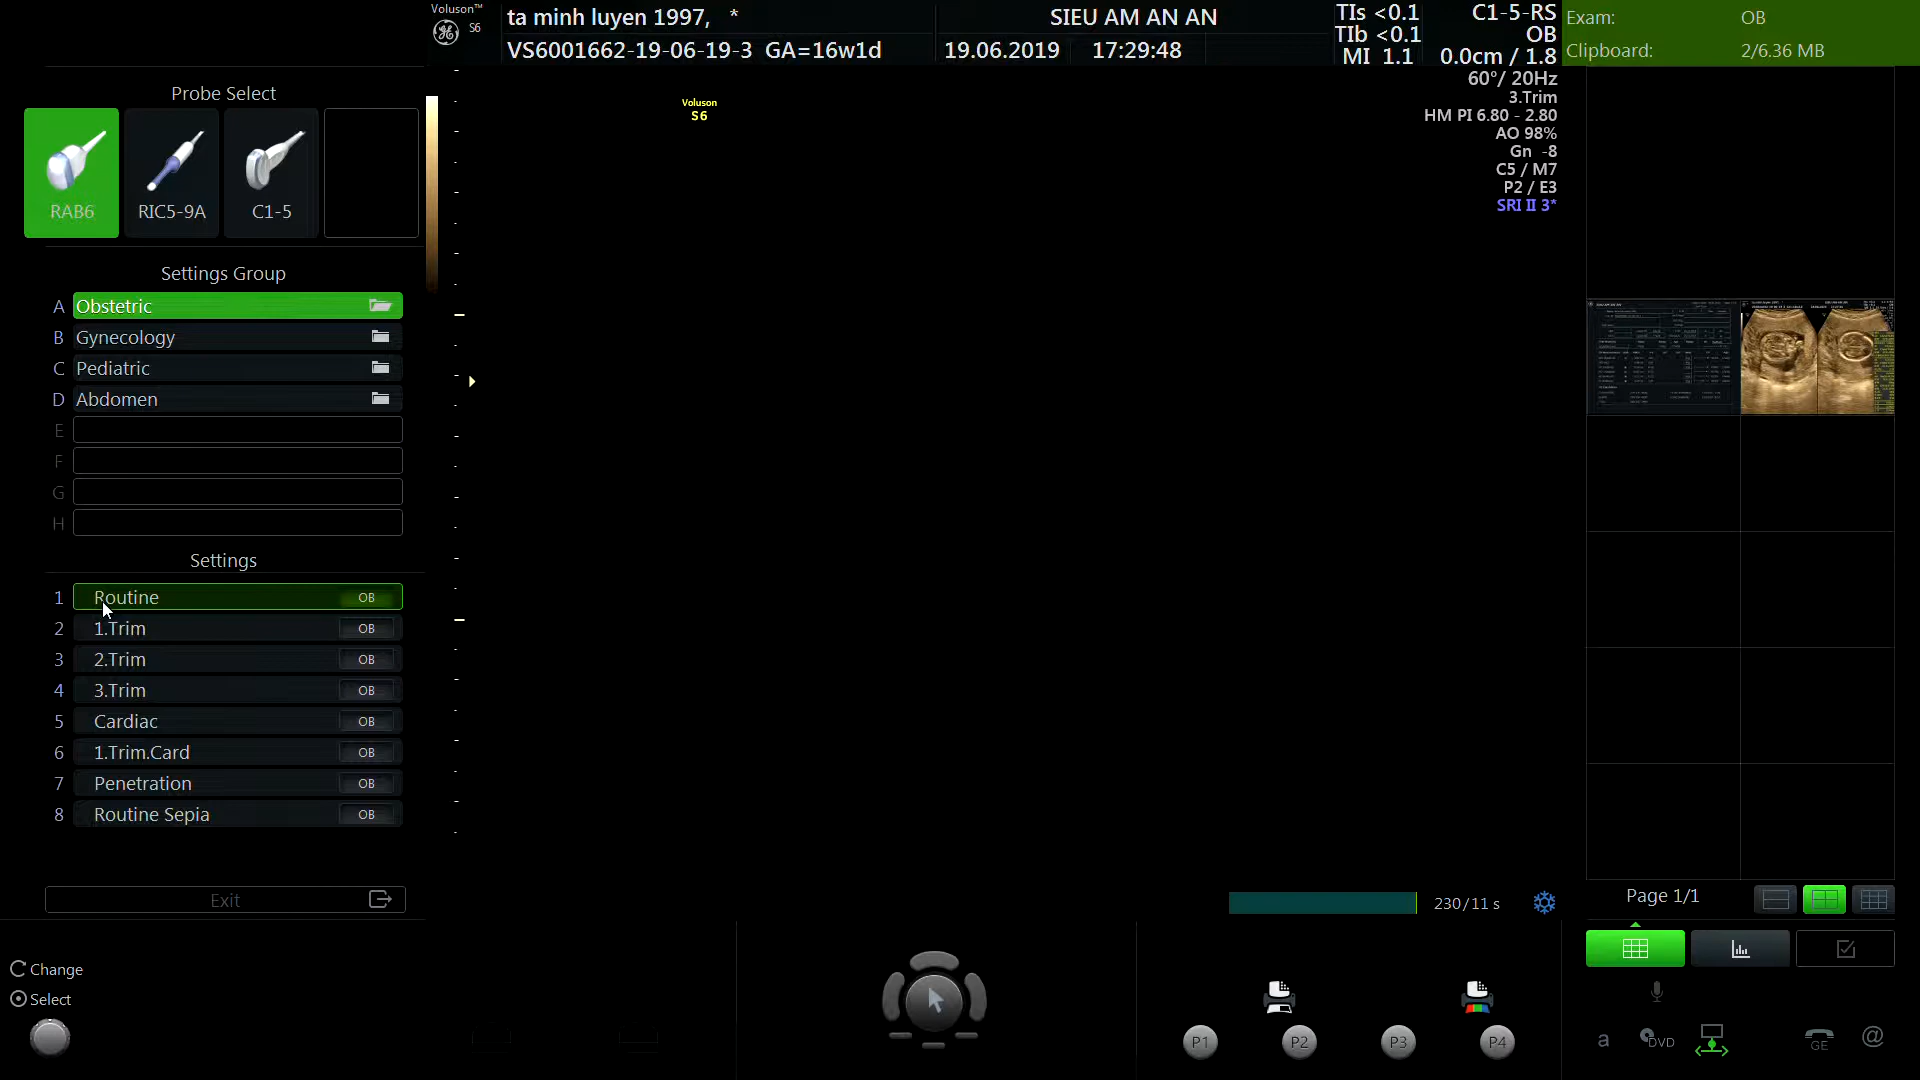 Voluson™
S6
ta minh luyen 1997, *
SIEU AM AN AN
VS6001662-19-06-19-3 GA=16w1d
19.06.2019
17:29:48
TIs <0.1
TIb <0.1
MI 1.1
C1-5-RS
OB
0.0cm / 1.8
Exam: OB
Clipboard: 2/6.36 MB
60°/ 20Hz
3.Trim
HM PI 6.80 - 2.80
AO 98%
Gn -8
C5 / M7
P2 / E3
SRI II 3*
Voluson
S6
Probe Select
RAB6
RIC5-9A
C1-5
Settings Group
A Obstetric
B Gynecology
C Pediatric
D Abdomen
E
F
G
H
Settings
1 Routine OB
2 1.Trim OB
3 2.Trim OB
4 3.Trim OB
5 Cardiac OB
6 1.Trim.Card OB
7 Penetration OB
8 Routine Sepia OB
Exit
Change
Select
230/11 s
P1
P2
P3
P4
Page 1/1
a
DVD
GE
@